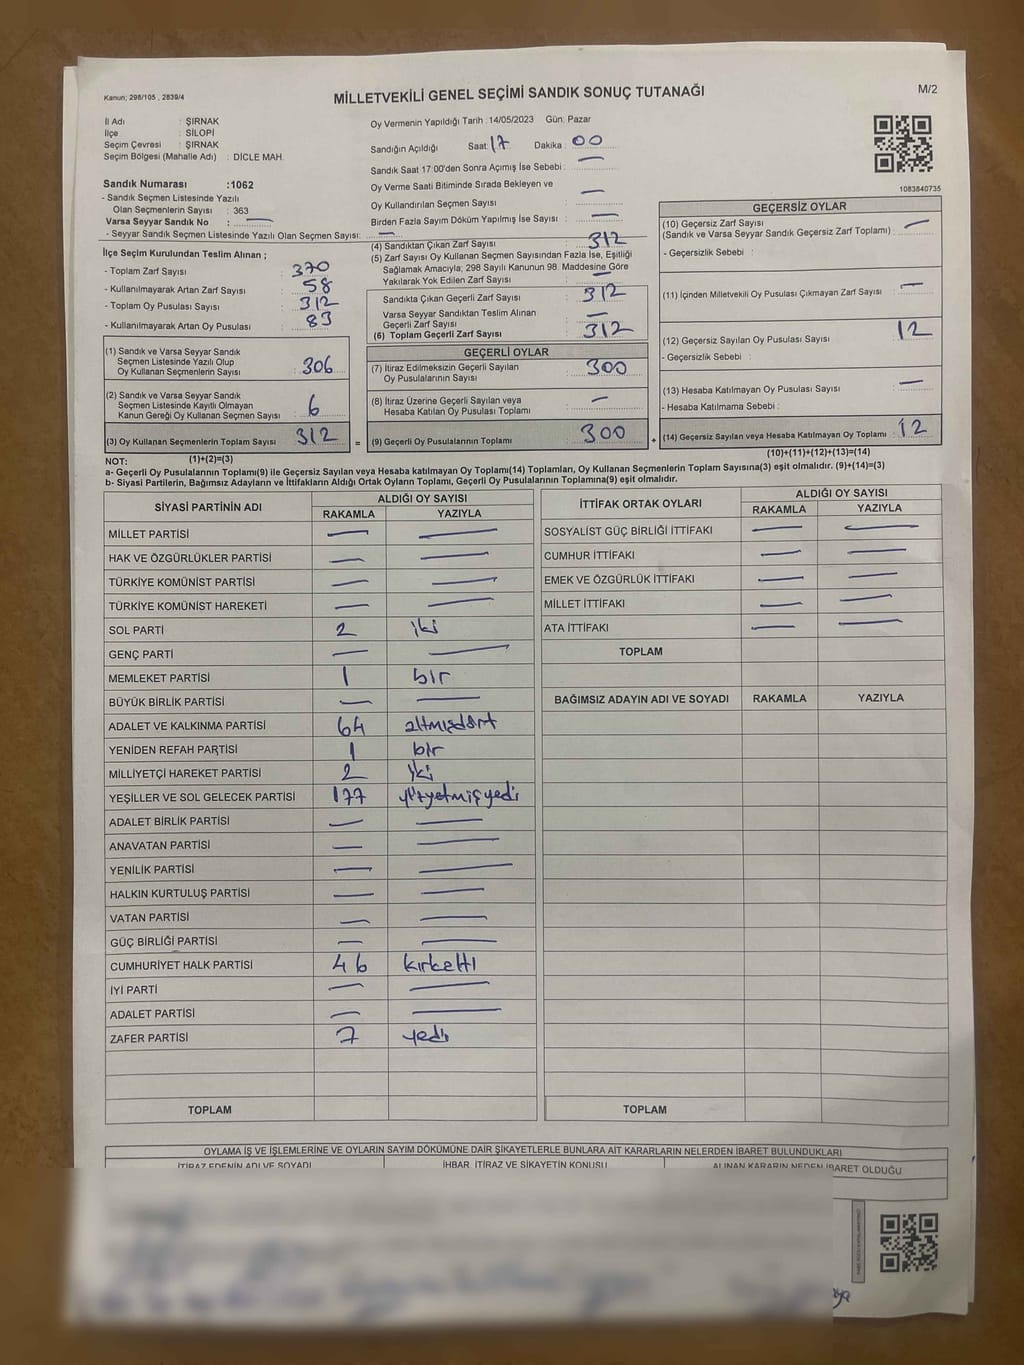 Kanun; 298/105 , 2839/4
MİLLETVEKİLİ GENEL SEÇİMİ SANDIK SONUÇ TUTANAĞI
M/2
İl Adı : ŞIRNAK
İlçe : SİLOPİ
Seçim Çevresi : ŞIRNAK
Seçim Bölgesi (Mahalle Adı) : DİCLE MAH.
Sandık Numarası :1062
- Sandık Seçmen Listesinde Yazılı
Olan Seçmenlerin Sayısı : 363
Varsa Seyyar Sandık No : —
- Seyyar Sandık Seçmen Listesinde Yazılı Olan Seçmen Sayısı: —
Oy Vermenin Yapıldığı Tarih :14/05/2023 Gün: Pazar
Sandığın Açıldığı Saat: 17 Dakika : 00
Sandık Saat 17:00'den Sonra Açımış İse Sebebi : —
Oy Verme Saati Bitiminde Sırada Bekleyen ve
Oy Kullandırılan Seçmen Sayısı : —
Birden Fazla Sayım Döküm Yapılmış İse Sayısı : —
1083840735
İlçe Seçim Kurulundan Teslim Alınan ;
- Toplam Zarf Sayısı : 370
- Kullanılmayarak Artan Zarf Sayısı : 58
- Toplam Oy Pusulası Sayısı : 312
- Kullanılmayarak Artan Oy Pusulası : 83
(1) Sandık ve Varsa Seyyar Sandık
Seçmen Listesinde Yazılı Olup
Oy Kullanan Seçmenlerin Sayısı : 306
(2) Sandık ve Varsa Seyyar Sandık
Seçmen Listesinde Kayıtlı Olmayan
Kanun Gereği Oy Kullanan Seçmen Sayısı : 6
(3) Oy Kullanan Seçmenlerin Toplam Sayısı : 312 =
(1)+(2)=(3)
(4) Sandıktan Çıkan Zarf Sayısı : 312
(5) Zarf Sayısı Oy Kullanan Seçmen Sayısından Fazla İse, Eşitliği
Sağlamak Amacıyla; 298 Sayılı Kanunun 98. Maddesine Göre
Yakılarak Yok Edilen Zarf Sayısı : —
Sandıkta Çıkan Geçerli Zarf Sayısı : 312
Varsa Seyyar Sandıktan Teslim Alınan
Geçerli Zarf Sayısı : —
(6) Toplam Geçerli Zarf Sayısı : 312
GEÇERLİ OYLAR
(7) İtiraz Edilmeksizin Geçerli Sayılan
Oy Pusulalarının Sayısı : 300
(8) İtiraz Üzerine Geçerli Sayılan veya
Hesaba Katılan Oy Pusulası Toplamı : —
(9) Geçerli Oy Pusulalarının Toplamı : 300 +
GEÇERSİZ OYLAR
(10) Geçersiz Zarf Sayısı
(Sandık ve Varsa Seyyar Sandık Geçersiz Zarf Toplamı) : —
- Geçersizlik Sebebi :
(11) İçinden Milletvekili Oy Pusulası Çıkmayan Zarf Sayısı : —
(12) Geçersiz Sayılan Oy Pusulası Sayısı : 12
- Geçersizlik Sebebi :
(13) Hesaba Katılmayan Oy Pusulası Sayısı : —
- Hesaba Katılmama Sebebi :
(14) Geçersiz Sayılan veya Hesaba Katılmayan Oy Toplamı : 12
(10)+(11)+(12)+(13)=(14)
NOT:
a- Geçerli Oy Pusulalarının Toplamı(9) ile Geçersiz Sayılan veya Hesaba katılmayan Oy Toplamı(14) Toplamları, Oy Kullanan Seçmenlerin Toplam Sayısına(3) eşit olmalıdır. (9)+(14)=(3)
b- Siyasi Partilerin, Bağımsız Adayların ve İttifakların Aldığı Ortak Oyların Toplamı, Geçerli Oy Pusulalarının Toplamına(9) eşit olmalıdır.
SİYASİ PARTİNİN ADI ALDIĞI OY SAYISI
RAKAMLA YAZIYLA
MİLLET PARTİSİ — —
HAK VE ÖZGÜRLÜKLER PARTİSİ — —
TÜRKİYE KOMÜNİST PARTİSİ — —
TÜRKİYE KOMÜNİST HAREKETİ — —
SOL PARTİ 2 iki
GENÇ PARTİ — —
MEMLEKET PARTİSİ 1 bir
BÜYÜK BİRLİK PARTİSİ — —
ADALET VE KALKINMA PARTİSİ 64 altmışdört
YENİDEN REFAH PARTİSİ 1 bir
MİLLİYETÇİ HAREKET PARTİSİ 2 iki
YEŞİLLER VE SOL GELECEK PARTİSİ 177 yüzyetmişyedi
ADALET BİRLİK PARTİSİ — —
ANAVATAN PARTİSİ — —
YENİLİK PARTİSİ — —
HALKIN KURTULUŞ PARTİSİ — —
VATAN PARTİSİ — —
GÜÇ BİRLİĞİ PARTİSİ — —
CUMHURİYET HALK PARTİSİ 46 kırkaltı
İYİ PARTİ — —
ADALET PARTİSİ — —
ZAFER PARTİSİ 7 yedi
TOPLAM
İTTİFAK ORTAK OYLARI ALDIĞI OY SAYISI
RAKAMLA YAZIYLA
SOSYALİST GÜÇ BİRLİĞİ İTTİFAKI — —
CUMHUR İTTİFAKI — —
EMEK VE ÖZGÜRLÜK İTTİFAKI — —
MİLLET İTTİFAKI — —
ATA İTTİFAKI — —
TOPLAM
BAĞIMSIZ ADAYIN ADI VE SOYADI RAKAMLA YAZIYLA
TOPLAM
OYLAMA İŞ VE İŞLEMLERİNE VE OYLARIN SAYIM DÖKÜMÜNE DAİR ŞİKAYETLERLE BUNLARA AİT KARARLARIN NELERDEN İBARET BULUNDUKLARI
İTİRAZ EDENİN ADI VE SOYADI İHBAR, İTİRAZ VE ŞİKAYETİN KONUSU ALINAN KARARIN NEDEN İBARET OLDUĞU